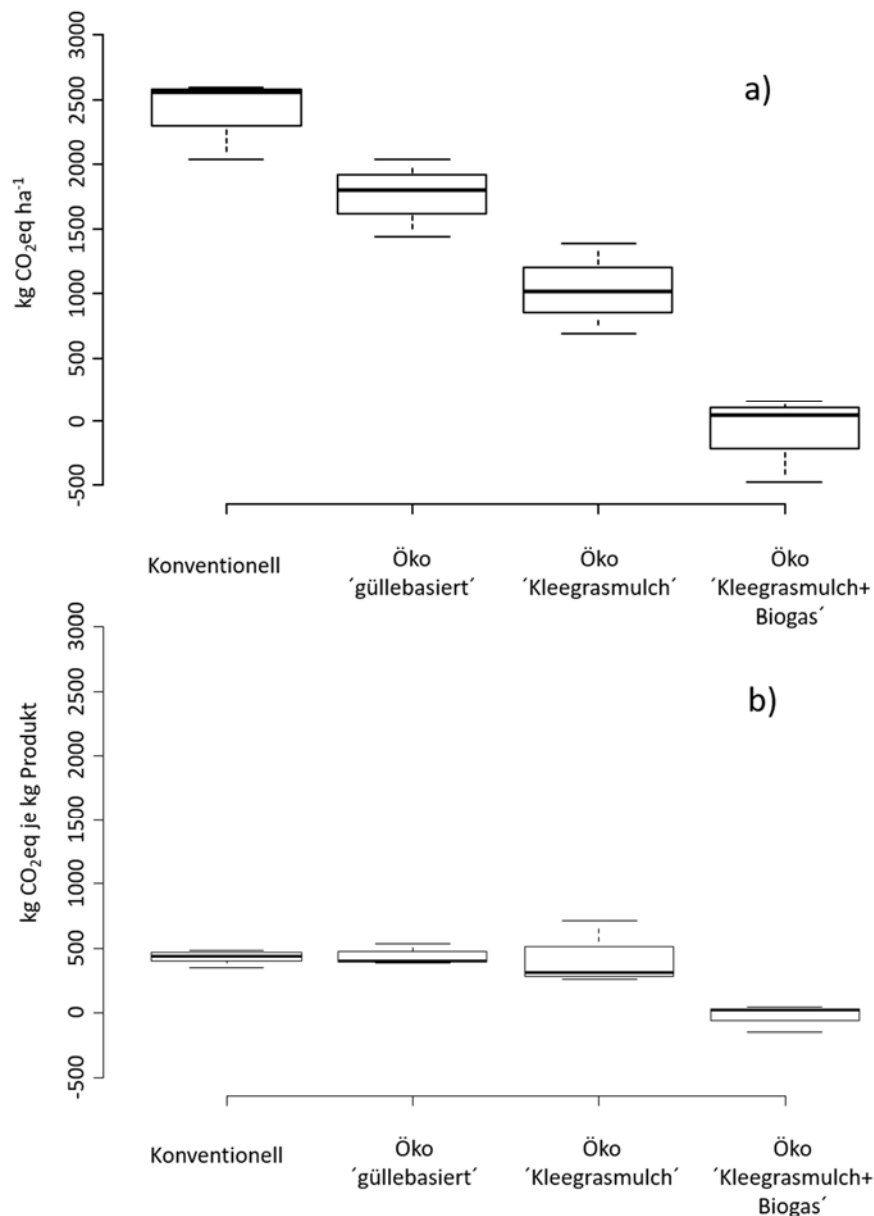 a)
kg CO₂eq ha⁻¹
3000
2500
2000
1500
1000
500
0
-500
Konventionell
Öko
´güllebasiert´
Öko
´Kleegrasmulch´
Öko
´Kleegrasmulch+
Biogas´
b)
kg CO₂eq je kg Produkt
3000
2500
2000
1500
1000
500
0
-500
Konventionell
Öko
´güllebasiert´
Öko
´Kleegrasmulch´
Öko
´Kleegrasmulch+
Biogas´